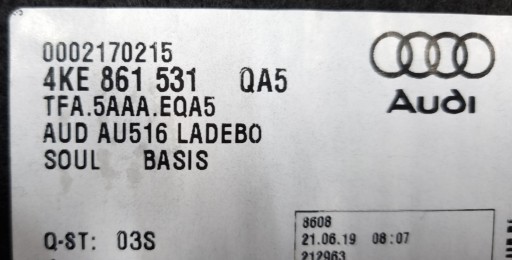 0002170215
4KE 861 531 QA5
TFA.5AAA.EQA5
AUD AU516 LADEBO
SOUL BASIS
Audi
Q-ST: 03S
8608
21.06.19 08:07
212963